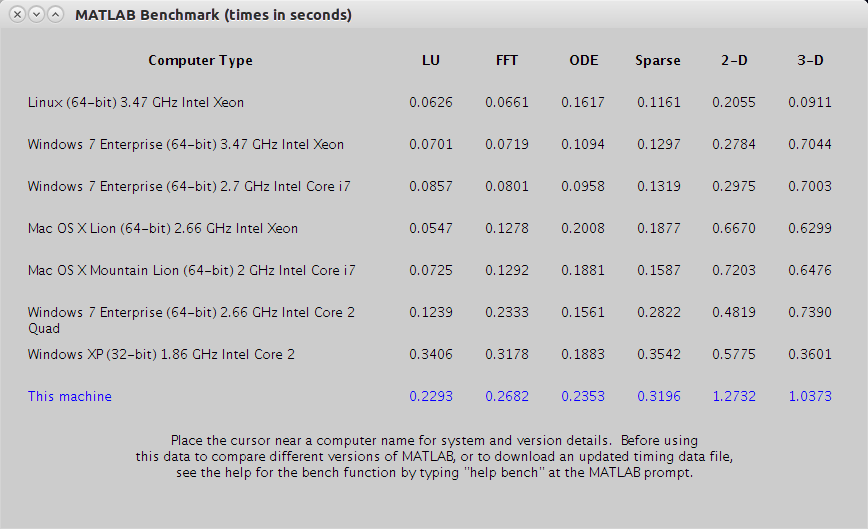 MATLAB Benchmark (times in seconds)
Computer Type LU FFT ODE Sparse 2-D 3-D
Linux (64-bit) 3.47 GHz Intel Xeon 0.0626 0.0661 0.1617 0.1161 0.2055 0.0911
Windows 7 Enterprise (64-bit) 3.47 GHz Intel Xeon 0.0701 0.0719 0.1094 0.1297 0.2784 0.7044
Windows 7 Enterprise (64-bit) 2.7 GHz Intel Core i7 0.0857 0.0801 0.0958 0.1319 0.2975 0.7003
Mac OS X Lion (64-bit) 2.66 GHz Intel Xeon 0.0547 0.1278 0.2008 0.1877 0.6670 0.6299
Mac OS X Mountain Lion (64-bit) 2 GHz Intel Core i7 0.0725 0.1292 0.1881 0.1587 0.7203 0.6476
Windows 7 Enterprise (64-bit) 2.66 GHz Intel Core 2 0.1239 0.2333 0.1561 0.2822 0.4819 0.7390
Quad
Windows XP (32-bit) 1.86 GHz Intel Core 2 0.3406 0.3178 0.1883 0.3542 0.5775 0.3601
This machine 0.2293 0.2682 0.2353 0.3196 1.2732 1.0373
Place the cursor near a computer name for system and version details. Before using
this data to compare different versions of MATLAB, or to download an updated timing data file,
see the help for the bench function by typing "help bench" at the MATLAB prompt.